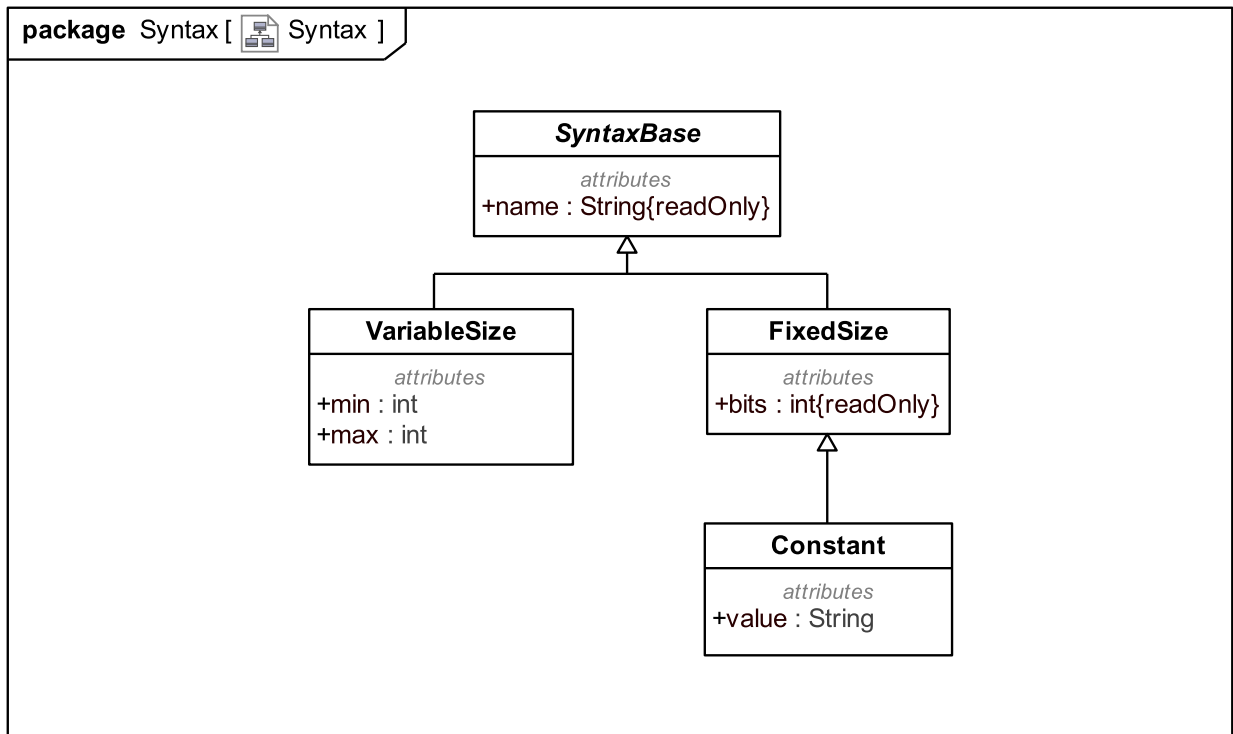 package Syntax [ Syntax ]
SyntaxBase
attributes
+name : String{readOnly}
VariableSize
attributes
+min : int
+max : int
FixedSize
attributes
+bits : int{readOnly}
Constant
attributes
+value : String